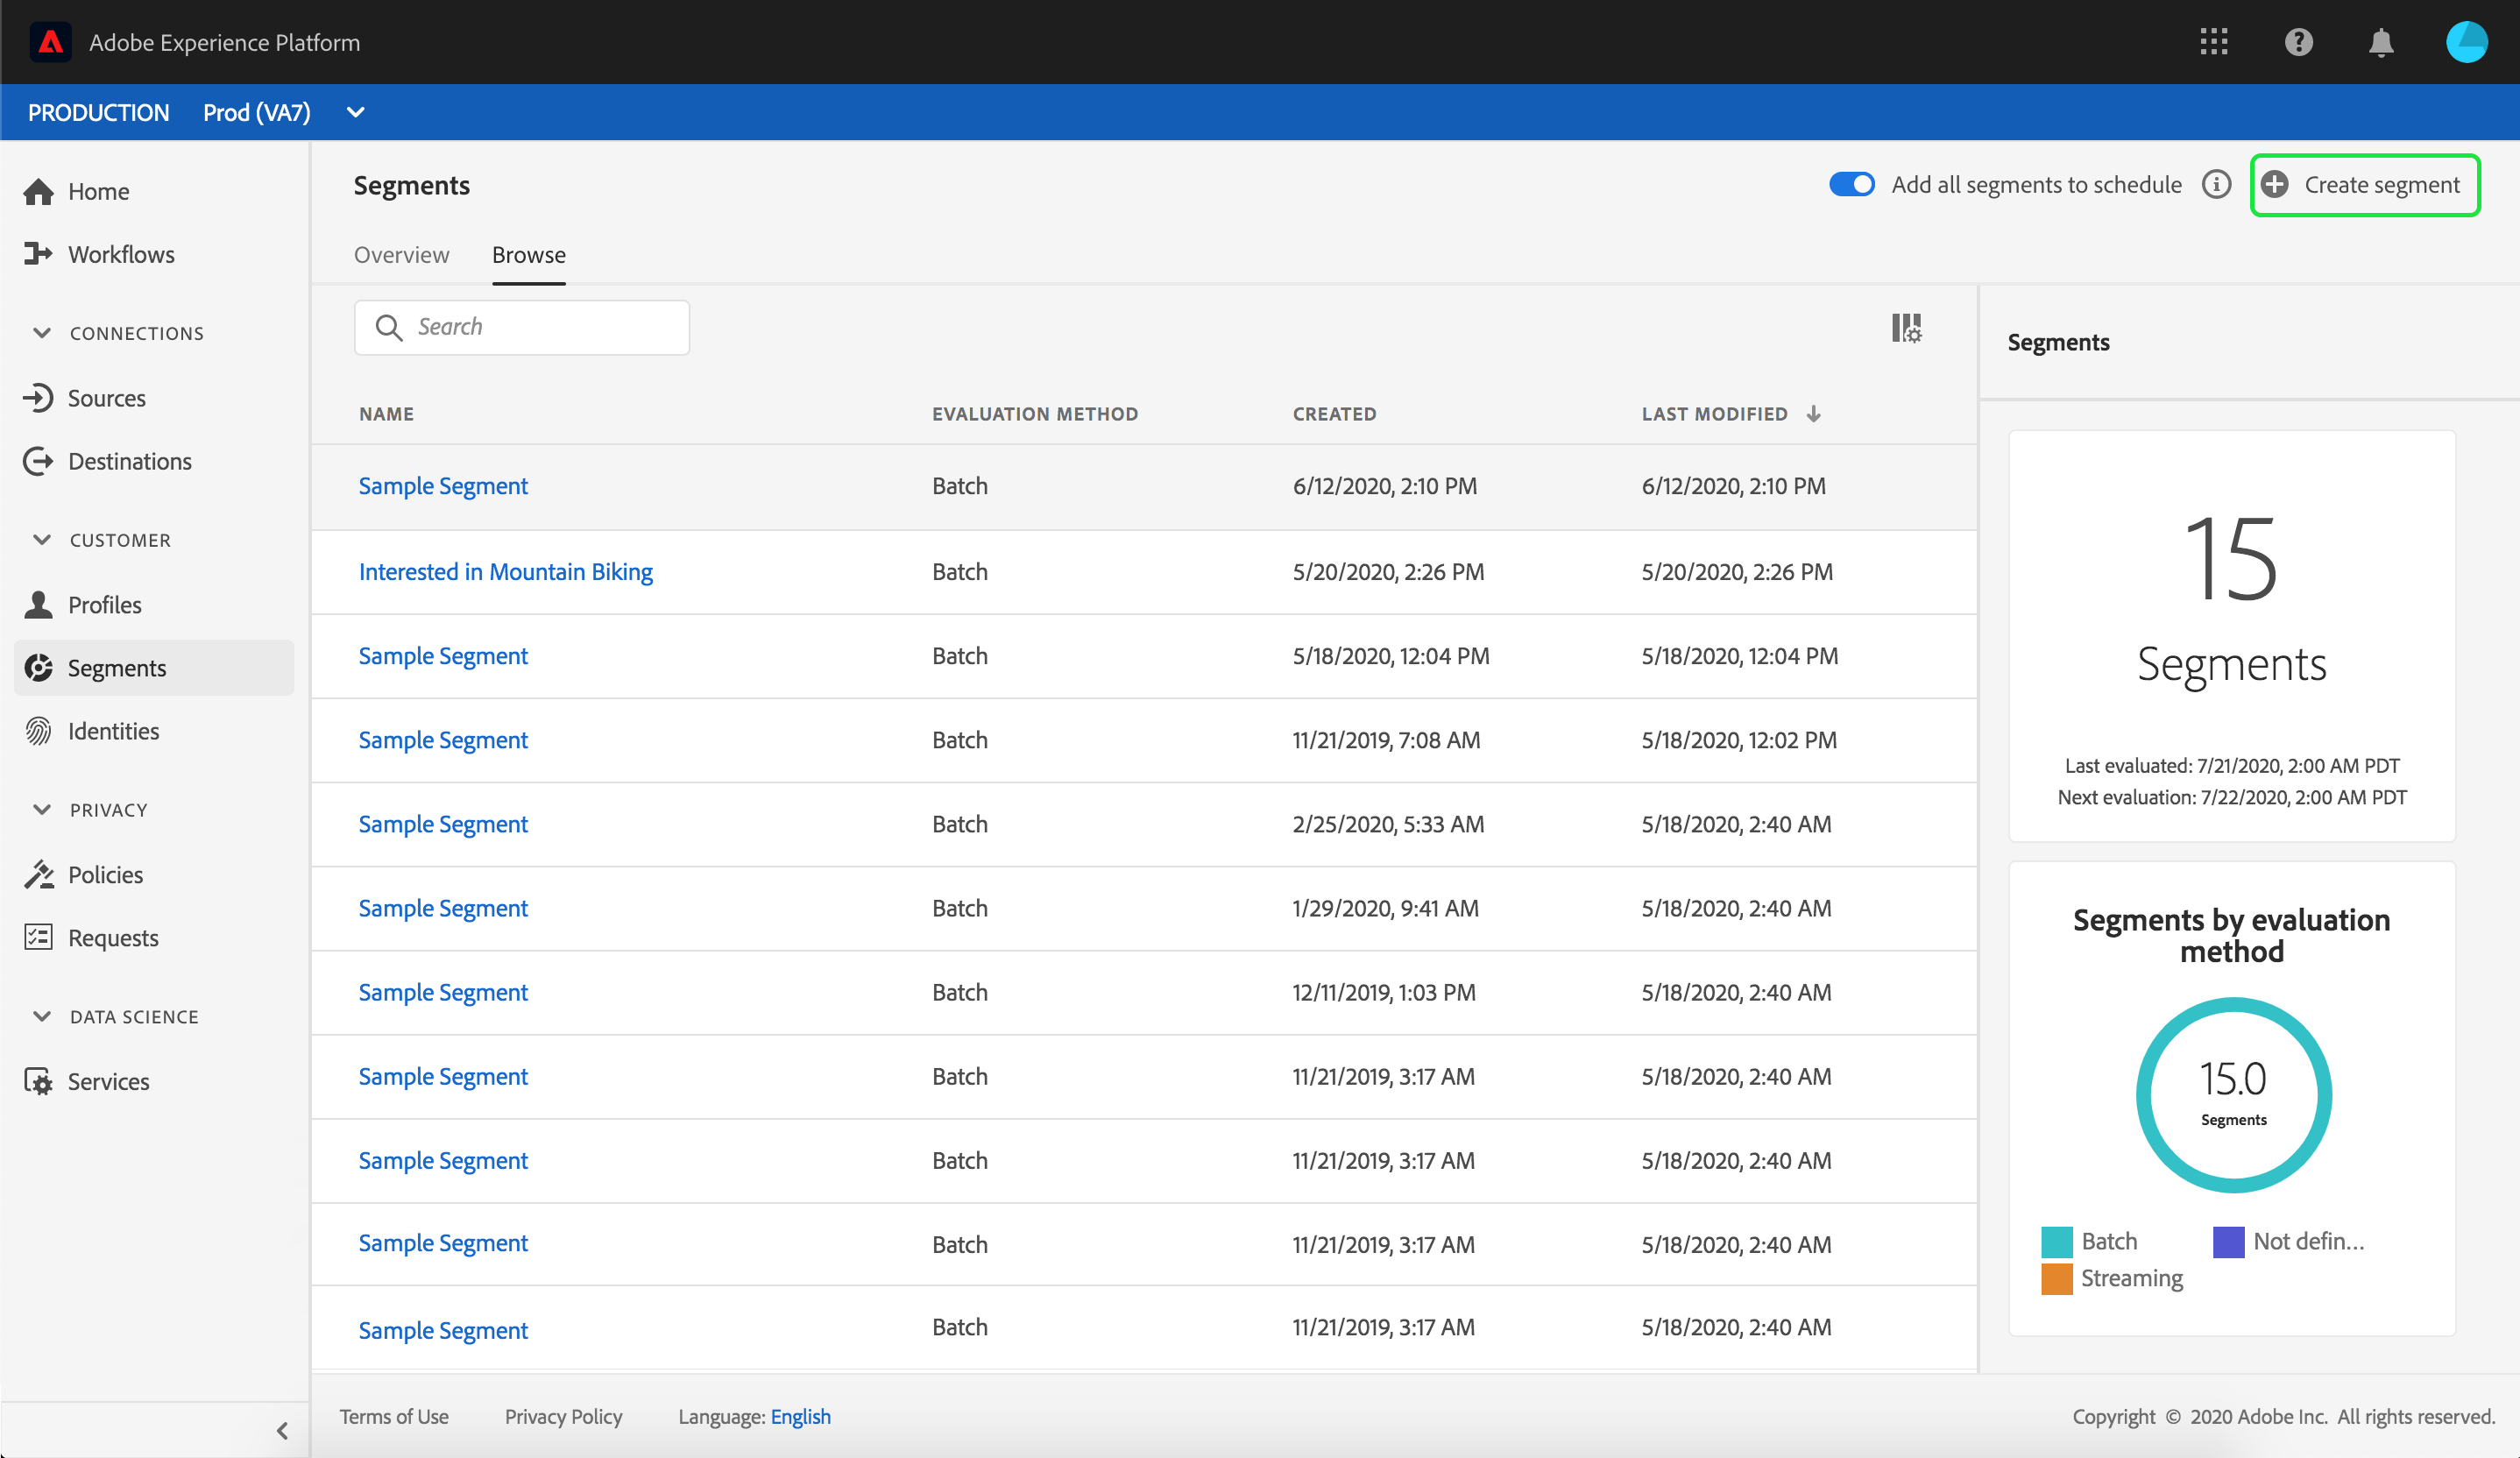 Adobe Experience Platform
PRODUCTION Prod (VA7)
Home
Workflows
CONNECTIONS
Sources
Destinations
CUSTOMER
Profiles
Segments
Identities
PRIVACY
Policies
Requests
DATA SCIENCE
Services
Segments
Add all segments to schedule
Create segment
Overview Browse
Search
NAME EVALUATION METHOD CREATED LAST MODIFIED
Sample Segment Batch 6/12/2020, 2:10 PM 6/12/2020, 2:10 PM
Interested in Mountain Biking Batch 5/20/2020, 2:26 PM 5/20/2020, 2:26 PM
Sample Segment Batch 5/18/2020, 12:04 PM 5/18/2020, 12:04 PM
Sample Segment Batch 11/21/2019, 7:08 AM 5/18/2020, 12:02 PM
Sample Segment Batch 2/25/2020, 5:33 AM 5/18/2020, 2:40 AM
Sample Segment Batch 1/29/2020, 9:41 AM 5/18/2020, 2:40 AM
Sample Segment Batch 12/11/2019, 1:03 PM 5/18/2020, 2:40 AM
Sample Segment Batch 11/21/2019, 3:17 AM 5/18/2020, 2:40 AM
Sample Segment Batch 11/21/2019, 3:17 AM 5/18/2020, 2:40 AM
Sample Segment Batch 11/21/2019, 3:17 AM 5/18/2020, 2:40 AM
Sample Segment Batch 11/21/2019, 3:17 AM 5/18/2020, 2:40 AM
Segments
15
Segments
Last evaluated: 7/21/2020, 2:00 AM PDT
Next evaluation: 7/22/2020, 2:00 AM PDT
Segments by evaluation
method
15.0
Segments
Batch Not defin...
Streaming
Terms of Use Privacy Policy Language: English
Copyright © 2020 Adobe Inc. All rights reserved.